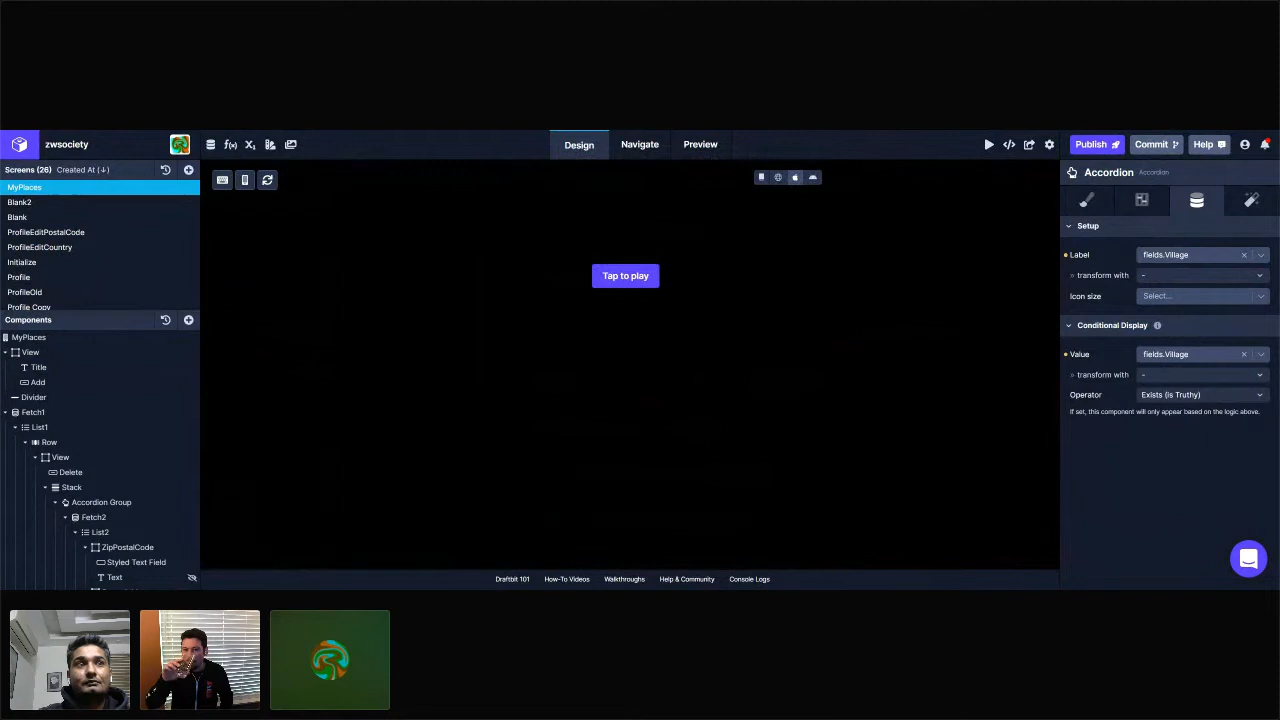 zwsociety
Design
Navigate
Preview
Publish
Commit
Help
Screens (26) Created At (↓)
MyPlaces
Blank2
Blank
ProfileEditPostalCode
ProfileEditCountry
Initialize
Profile
ProfileOld
Profile Copy
Components
MyPlaces
View
Title
Add
Divider
Fetch1
List1
Row
View
Delete
Stack
Accordion Group
Fetch2
List2
ZipPostalCode
Styled Text Field
Text
Tap to play
Draftbit 101
How-To Videos
Walkthroughs
Help & Community
Console Logs
Accordion Accordion
Setup
Label fields.Village
» transform with -
Icon size Select...
Conditional Display
Value fields.Village
» transform with -
Operator Exists (is Truthy)
If set, this component will only appear based on the logic above.